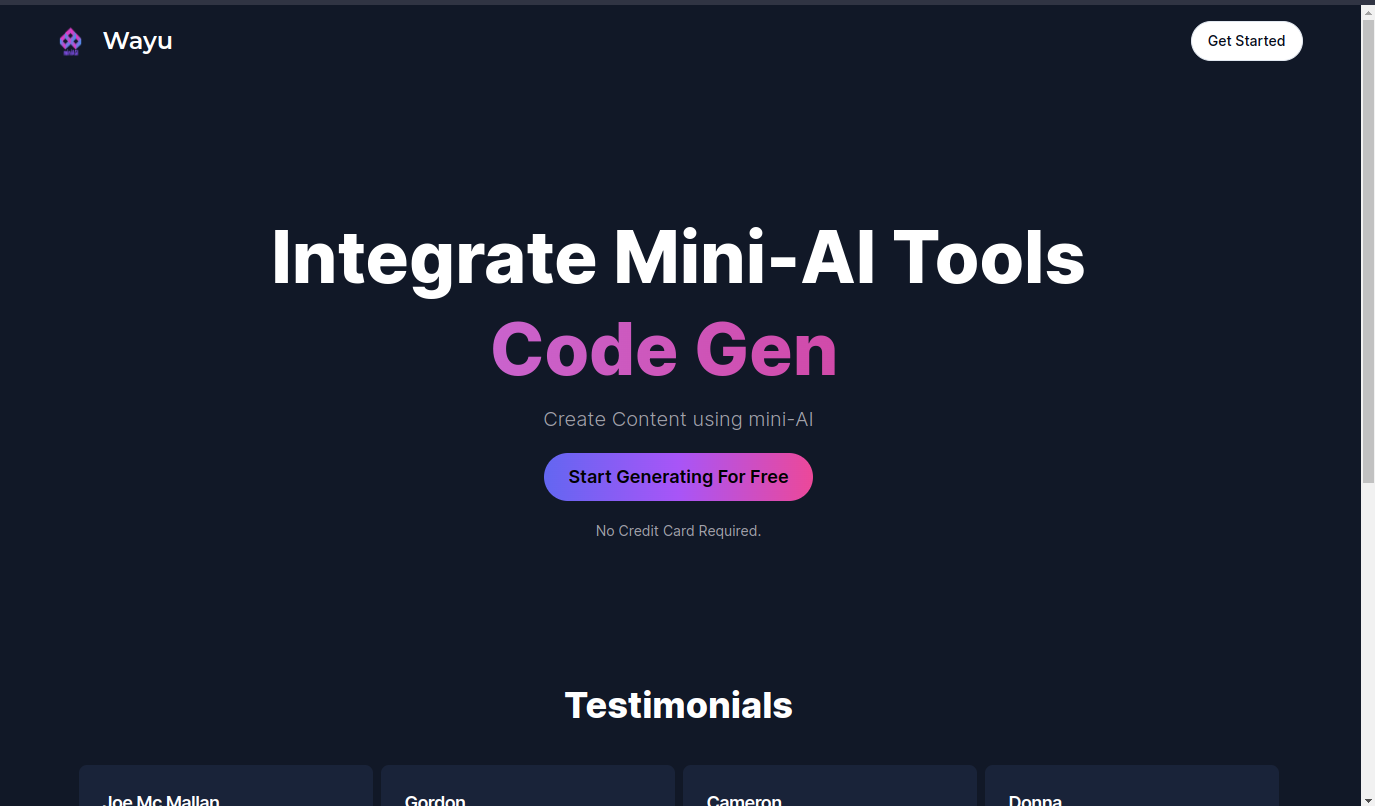 Wayu
Get Started
Integrate Mini-AI Tools
Code Gen
Create Content using mini-AI
Start Generating For Free
No Credit Card Required.
Testimonials
Joe Mc Mallan
Gordon
Cameron
Donna